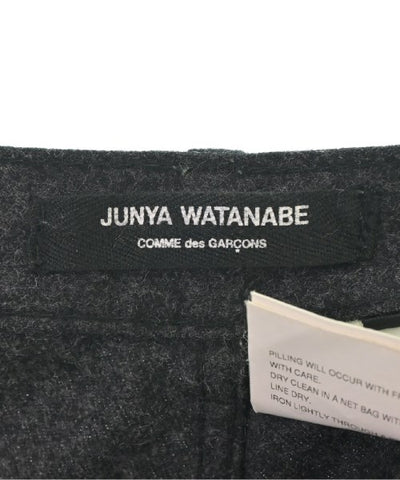 JUNYA WATANABE
COMME des GARÇONS
PILLING WILL OCCUR WITH
WITH CARE.
DRY CLEAN IN A NET BAG WITH
LINE DRY.
IRON LIGHTLY THROUGH